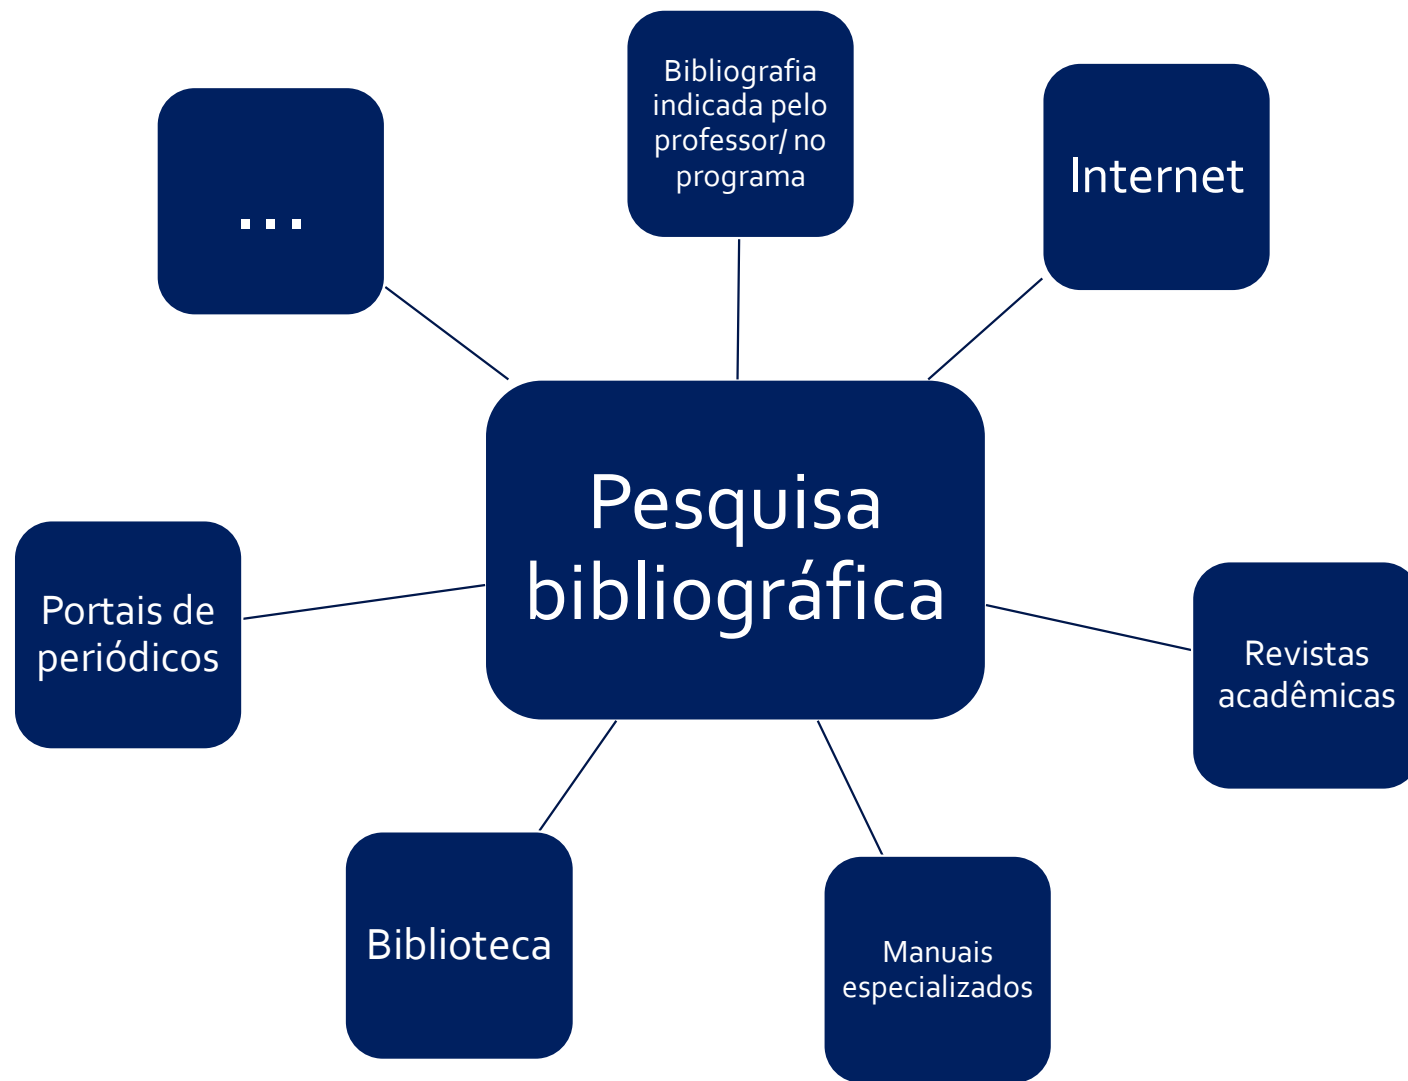 Bibliografia
indicada pelo
professor/ no
programa
Internet
...
Pesquisa
bibliográfica
Portais de
periódicos
Revistas
acadêmicas
Biblioteca
Manuais
especializados